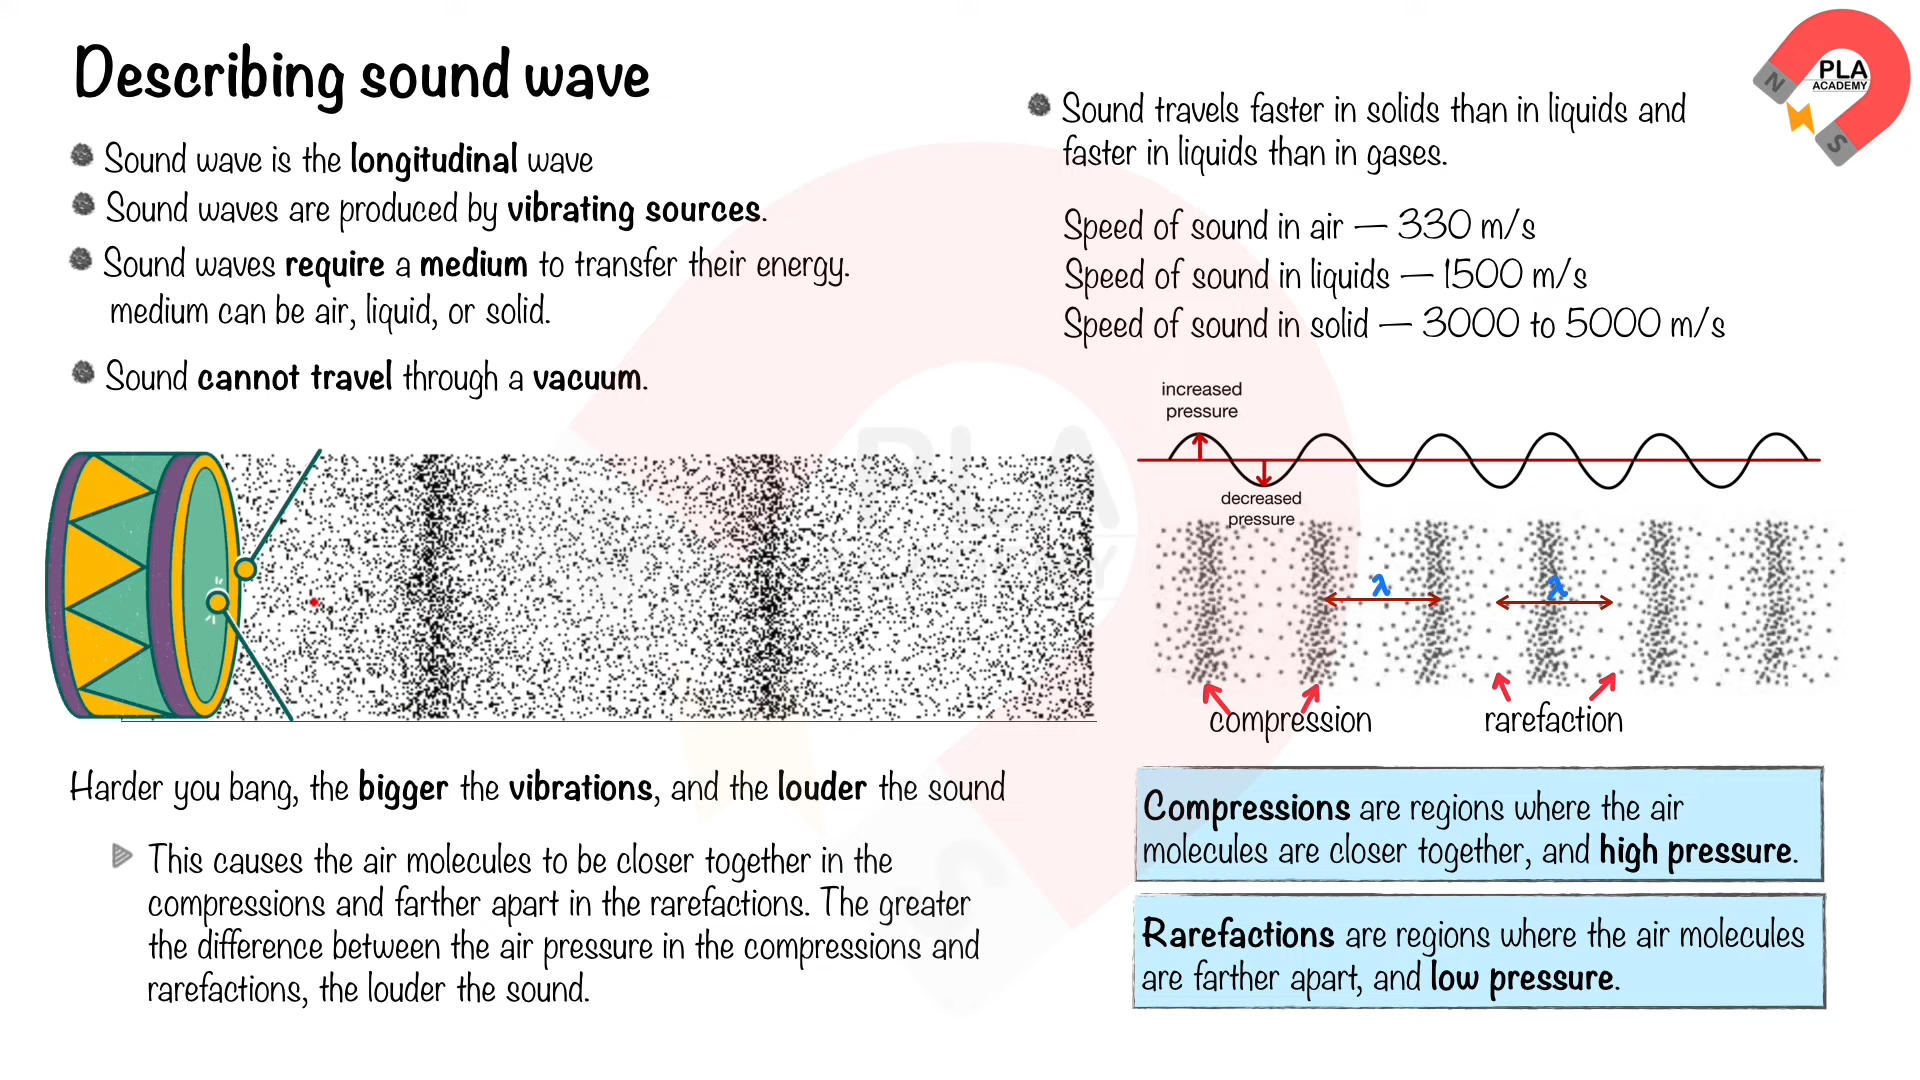 Describing sound wave
Sound wave is the longitudinal wave
Sound waves are produced by vibrating sources.
Sound waves require a medium to transfer their energy.
medium can be air, liquid, or solid.
Sound cannot travel through a vacuum.
Harder you bang, the bigger the vibrations, and the louder the sound
This causes the air molecules to be closer together in the
compressions and farther apart in the rarefactions. The greater
the difference between the air pressure in the compressions and
rarefactions, the louder the sound.
N
PLA
ACADEMY
S
Sound travels faster in solids than in liquids and
faster in liquids than in gases.
Speed of sound in air — 330 m/s
Speed of sound in liquids — 1500 m/s
Speed of sound in solid — 3000 to 5000 m/s
increased
pressure
decreased
pressure
λ
λ
compression
rarefaction
Compressions are regions where the air
molecules are closer together, and high pressure.
Rarefactions are regions where the air molecules
are farther apart, and low pressure.
PLA
ACADEMY
S